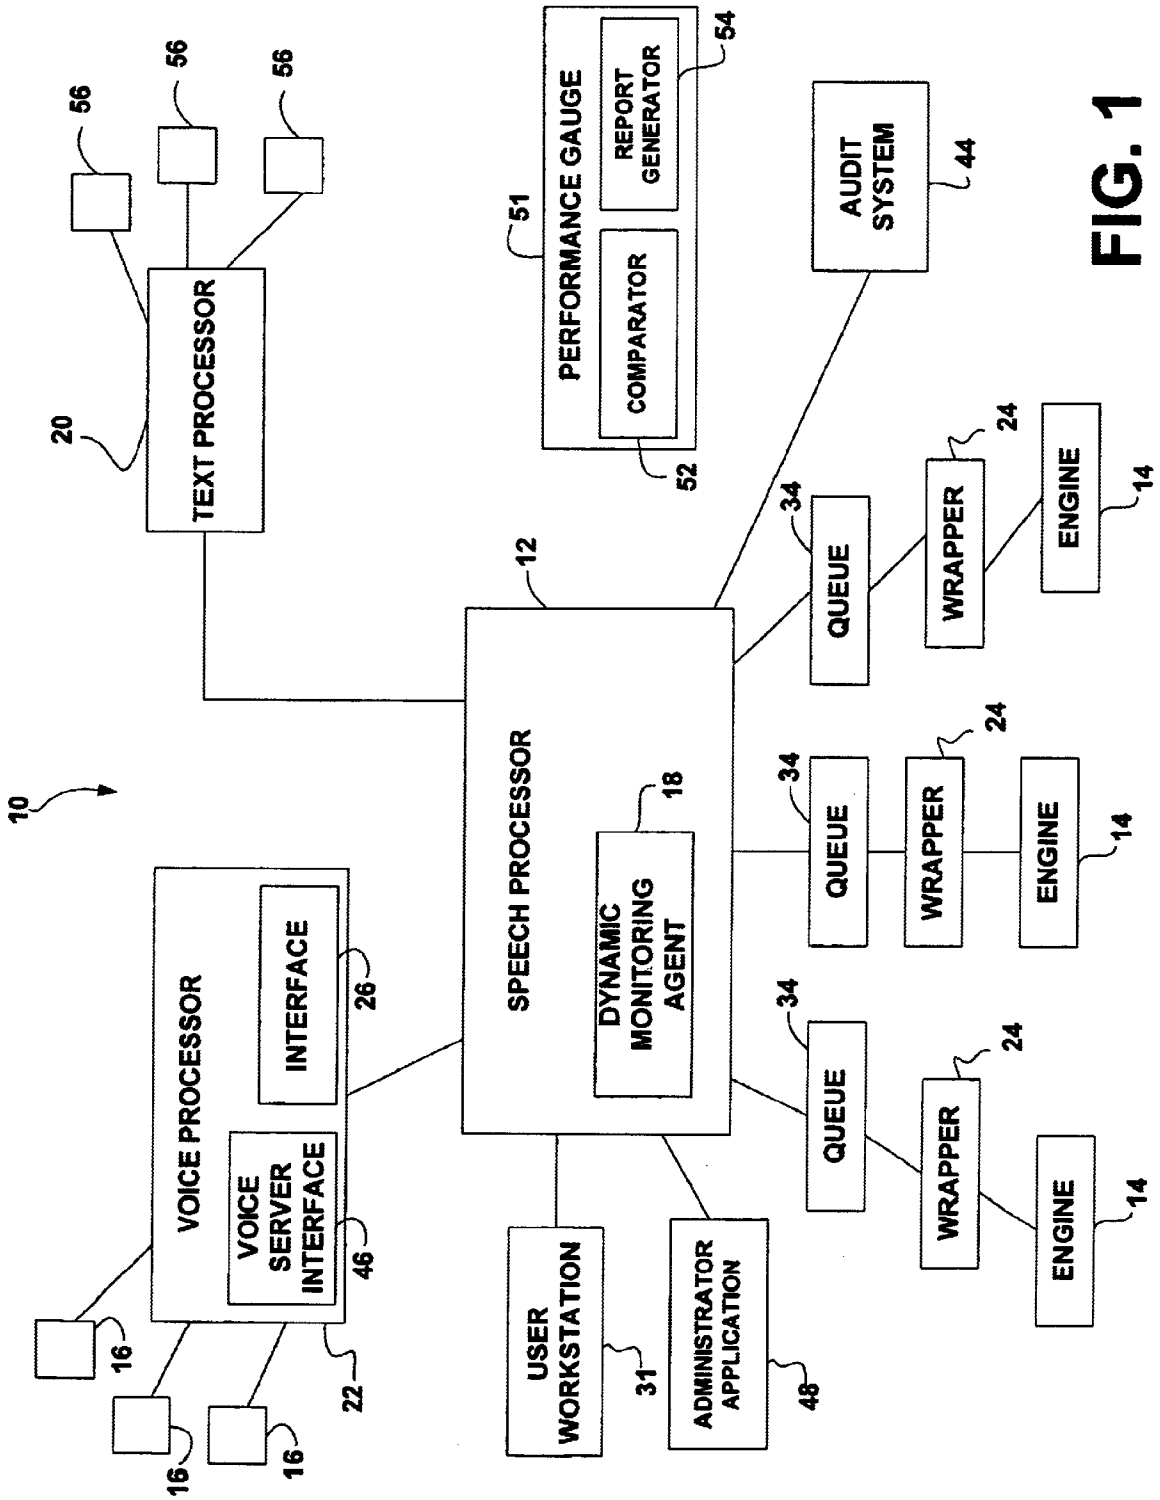 10
16
16
16
VOICE PROCESSOR
VOICE
SERVER
INTERFACE
46
INTERFACE
26
22
20
TEXT PROCESSOR
56
56
56
USER
WORKSTATION
31
ADMINISTRATOR
APPLICATION
48
12
SPEECH PROCESSOR
DYNAMIC
MONITORING
AGENT
18
51
PERFORMANCE GAUGE
COMPARATOR
52
REPORT
GENERATOR
54
AUDIT
SYSTEM
44
34
QUEUE
24
WRAPPER
ENGINE
14
34
QUEUE
24
WRAPPER
ENGINE
14
34
QUEUE
24
WRAPPER
ENGINE
14
FIG. 1